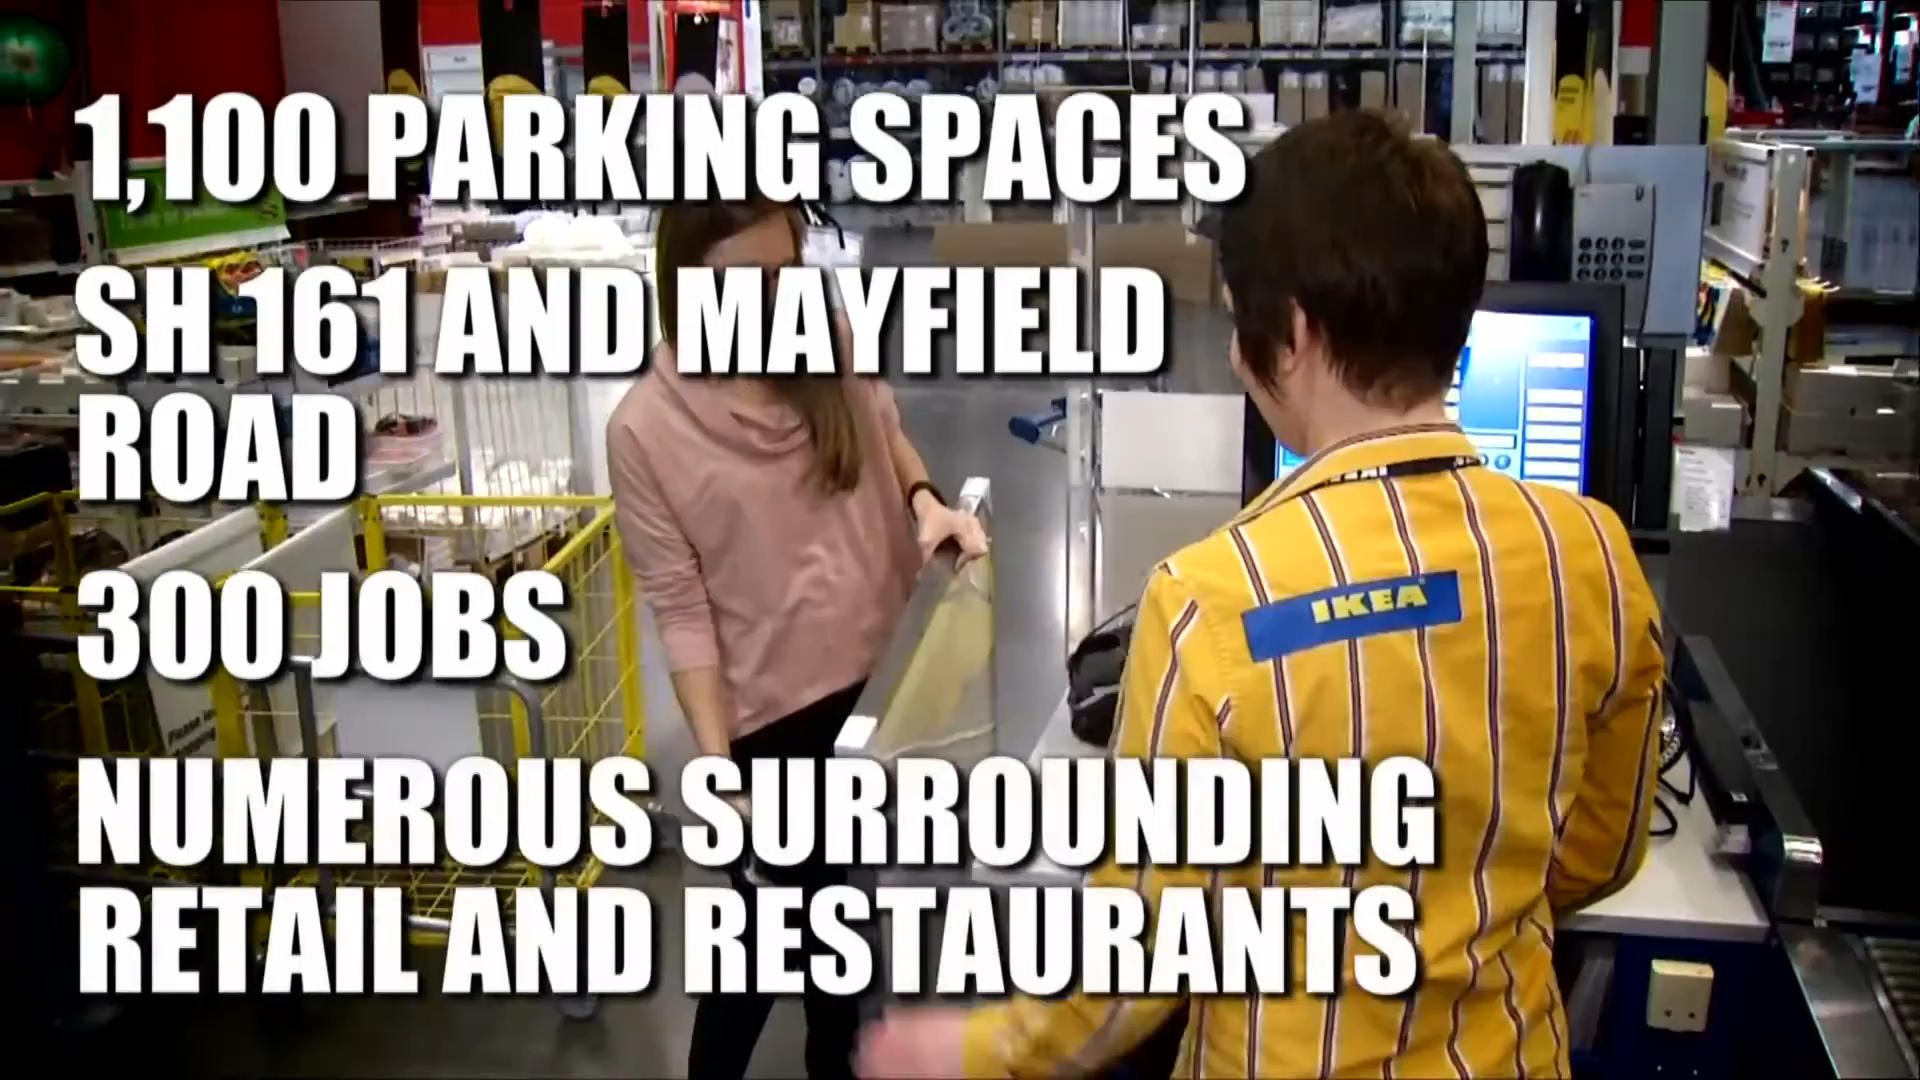 1,100 PARKING SPACES
SH 161 AND MAYFIELD
ROAD
300 JOBS
NUMEROUS SURROUNDING
RETAIL AND RESTAURANTS
IKEA